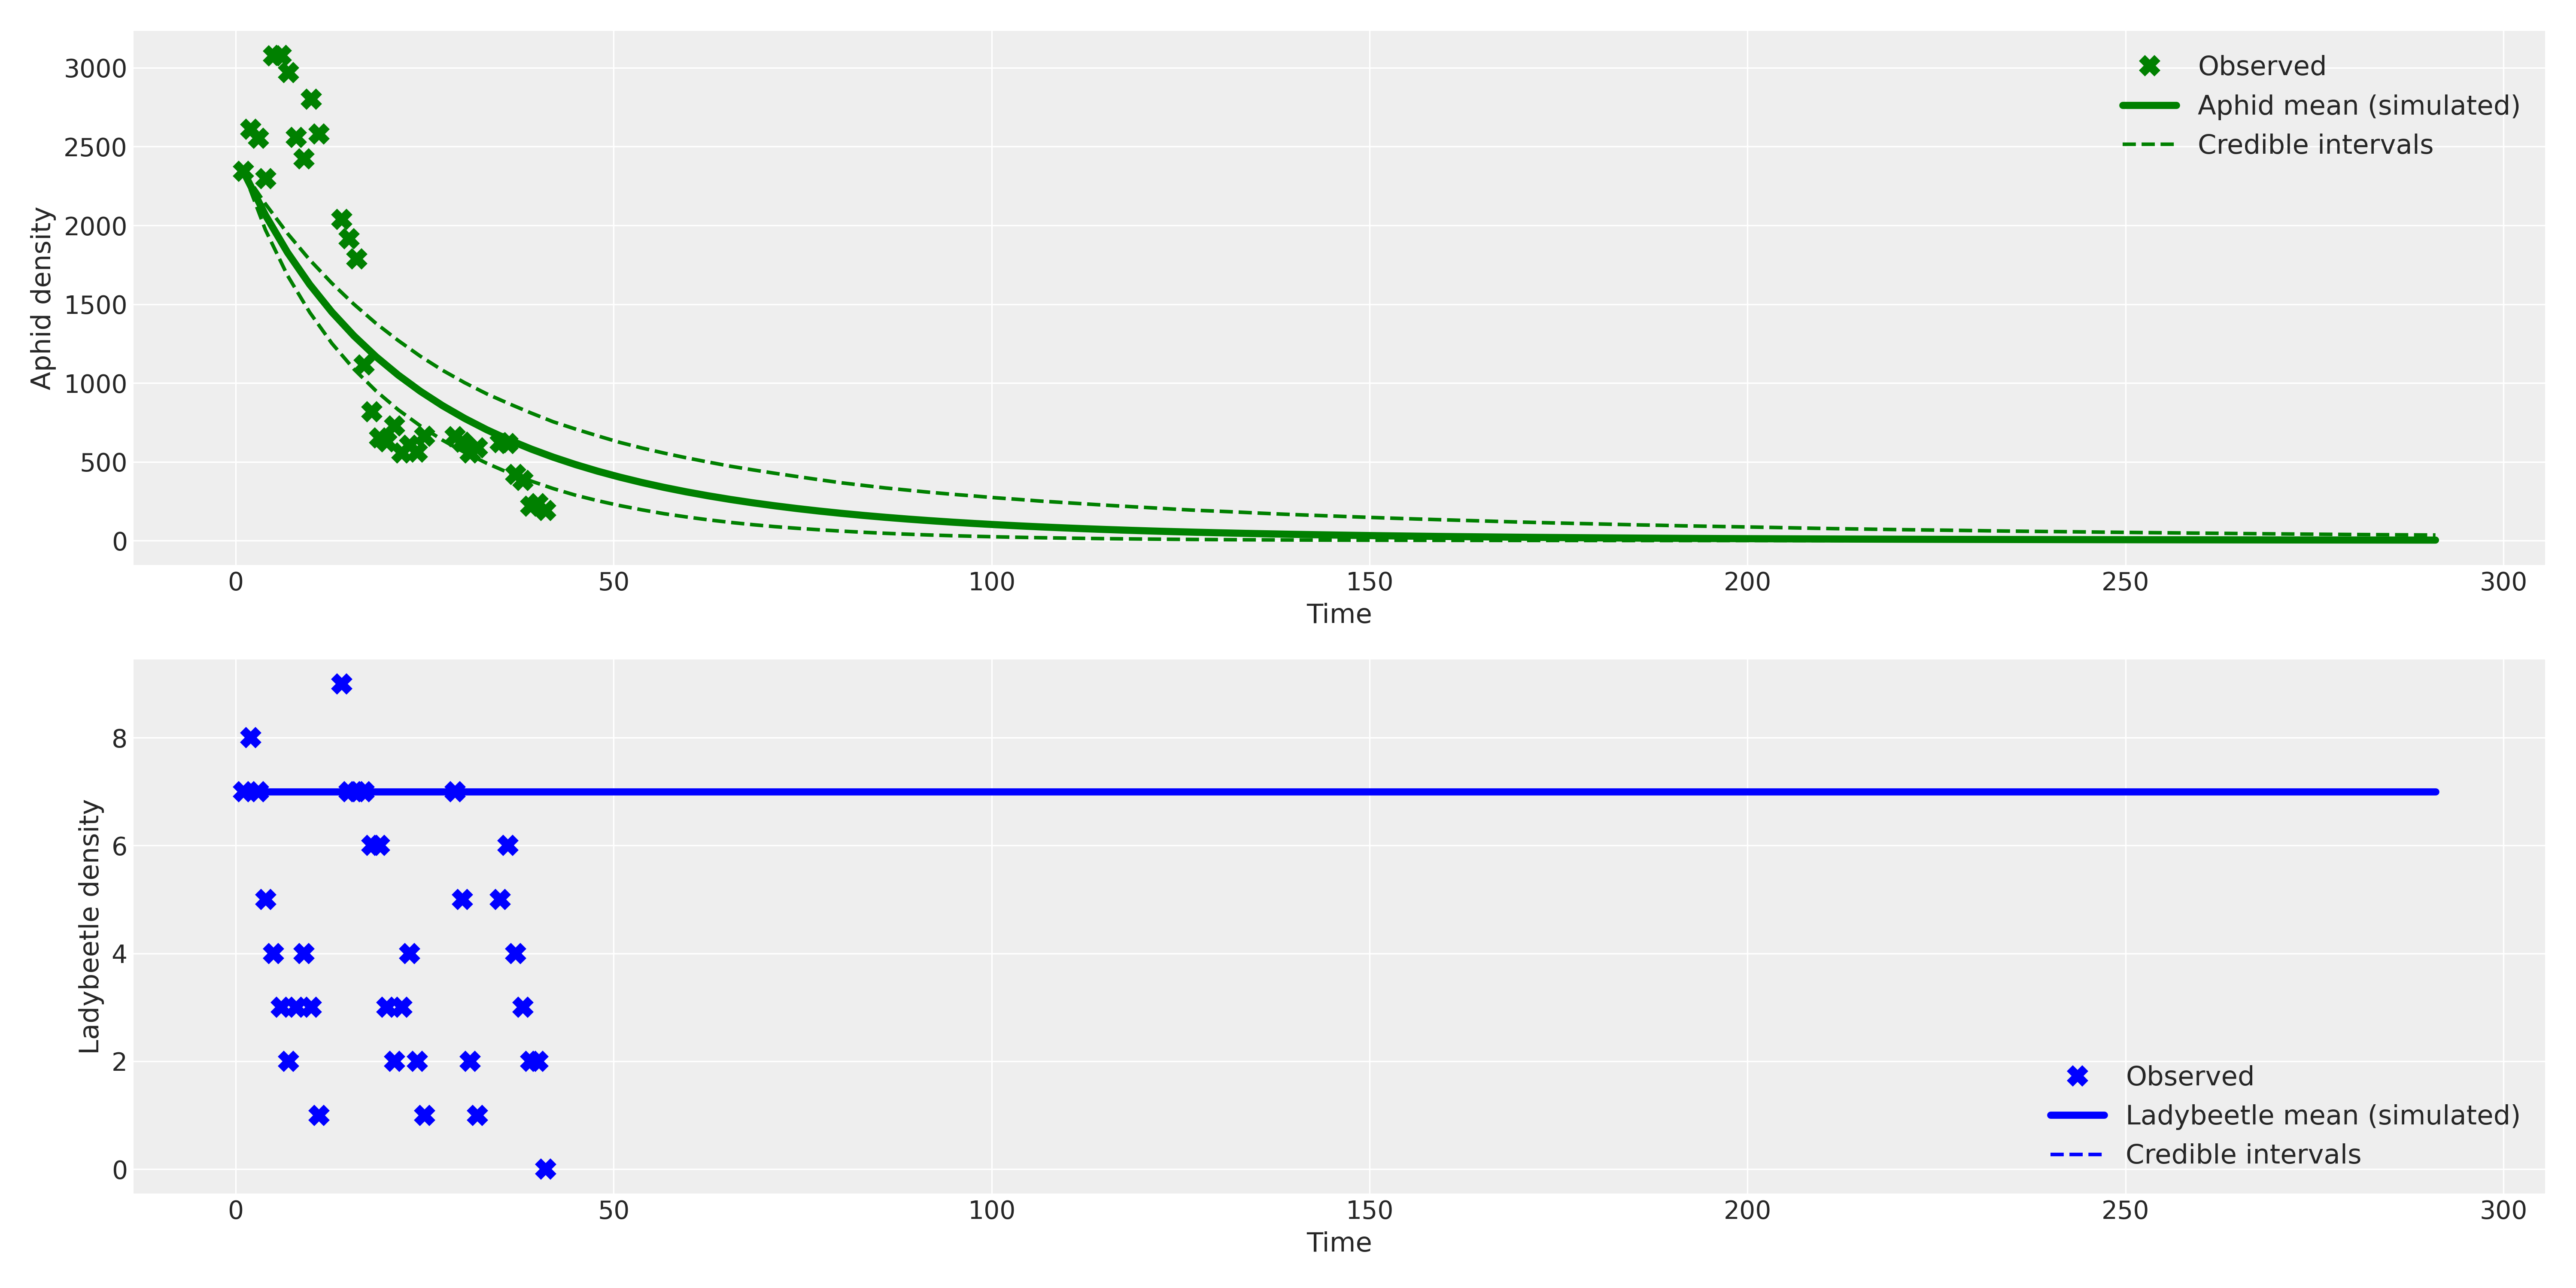 3000
2500
2000
1500
1000
500
0
Aphid density
Observed
Aphid mean (simulated)
Credible intervals
0 50 100 150 200 250 300
Time
8
6
4
2
0
Ladybeetle density
Observed
Ladybeetle mean (simulated)
Credible intervals
0 50 100 150 200 250 300
Time